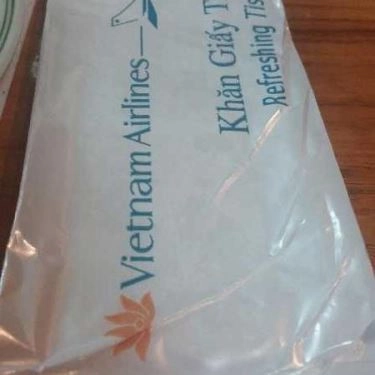 Vietnam Airlines
Khăn Giấy
Refreshing